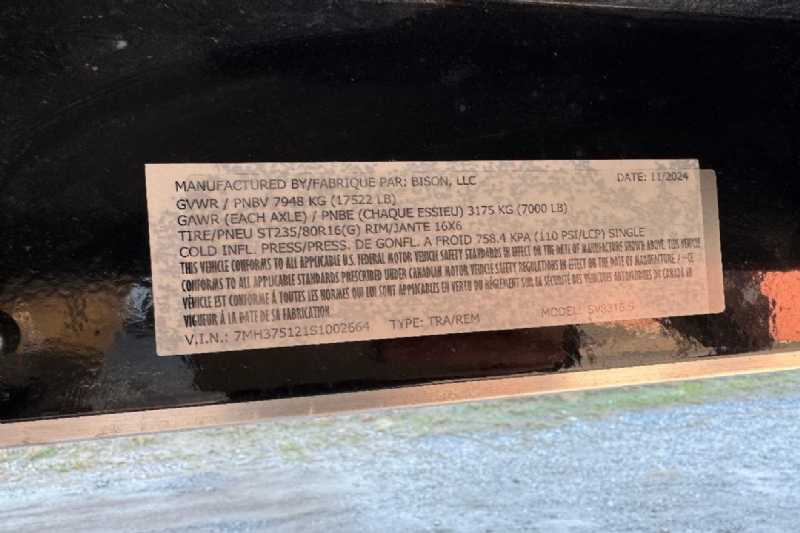 MANUFACTURED BY/FABRIQUE PAR: BISON, LLC DATE: 11/2024
GVWR / PNBV 7948 KG (17522 LB)
GAWR (EACH AXLE) / PNBE (CHAQUE ESSIEU) 3175 KG (7000 LB)
TIRE/PNEU ST235/80R16(G) RIM/JANTE 16X6
COLD INFL. PRESS/PRESS. DE GONFL. A FROID 758.4 KPA (110 PSI/LCP) SINGLE
THIS VEHICLE CONFORMS TO ALL APPLICABLE U.S. FEDERAL MOTOR VEHICLE SAFETY STANDARDS IN EFFECT ON THE DATE OF MANUFACTURE SHOWN ABOVE. THIS VEHICLE
CONFORMS TO ALL APPLICABLE STANDARDS PRESCRIBED UNDER CANADIAN MOTOR VEHICLE SAFETY REGULATIONS IN EFFECT ON THE DATE OF MANUFACTURE / -CE
VÉHICLE EST CONFORME À TOUTES LES NORMES QUI LUI SONT APPLICABLES EN VERTU DU RÈGLEMENT SUR LA SÉCURITÉ DES VÉHICULES AUTOMOBILES DU CANADA EN
VIGUEUR À LA DATE DE SA FABRICATION.
V.I.N.: 7MH375121S1002664 TYPE: TRA/REM MODEL: